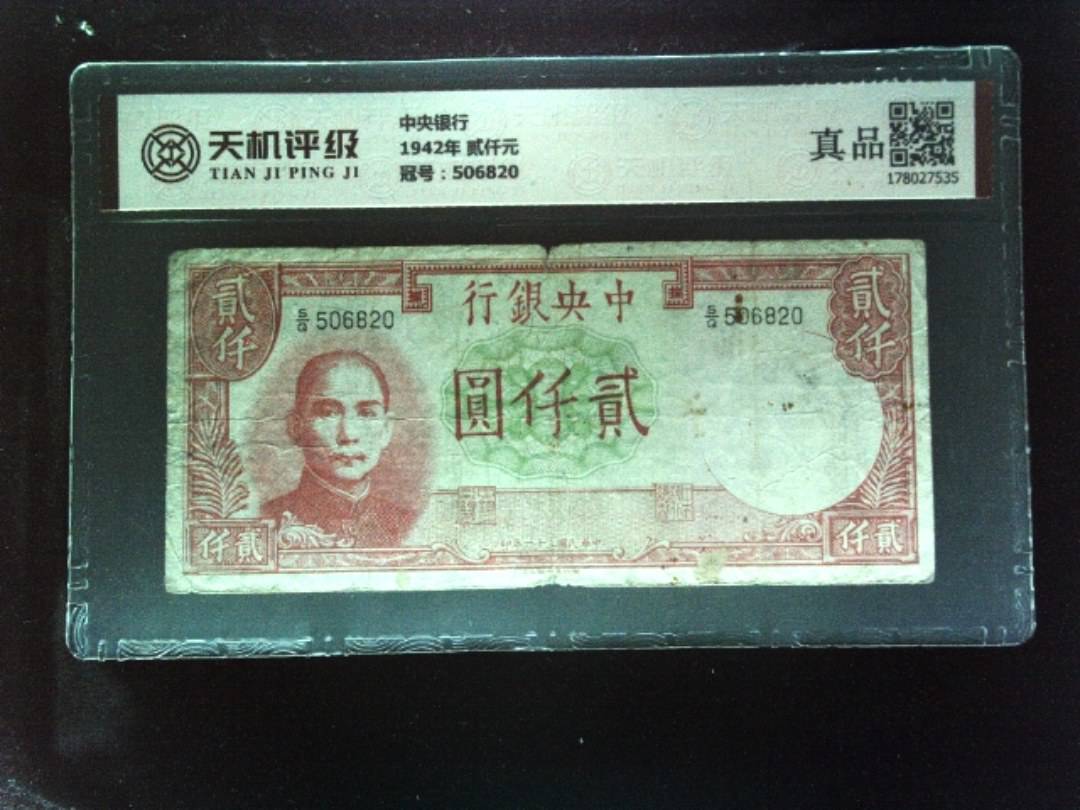 天机评级
TIAN JI PING JI
中央银行
1942年 贰仟元
冠号：506820
真品
178027535
行銀央中
貳仟
貳仟
S/Q 506820
S/Q 506820
圓仟貳
仟貳
仟貳